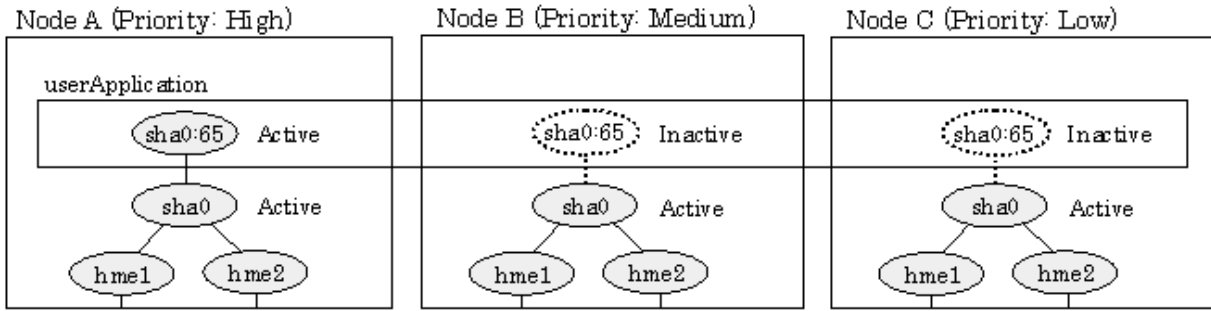 Node A (Priority: High) Node B (Priority: Medium) Node C (Priority: Low)
userApplication
sha0:65 Active sha0:65 Inactive sha0:65 Inactive
sha0 Active sha0 Active sha0 Active
hme1 hme2 hme1 hme2 hme1 hme2